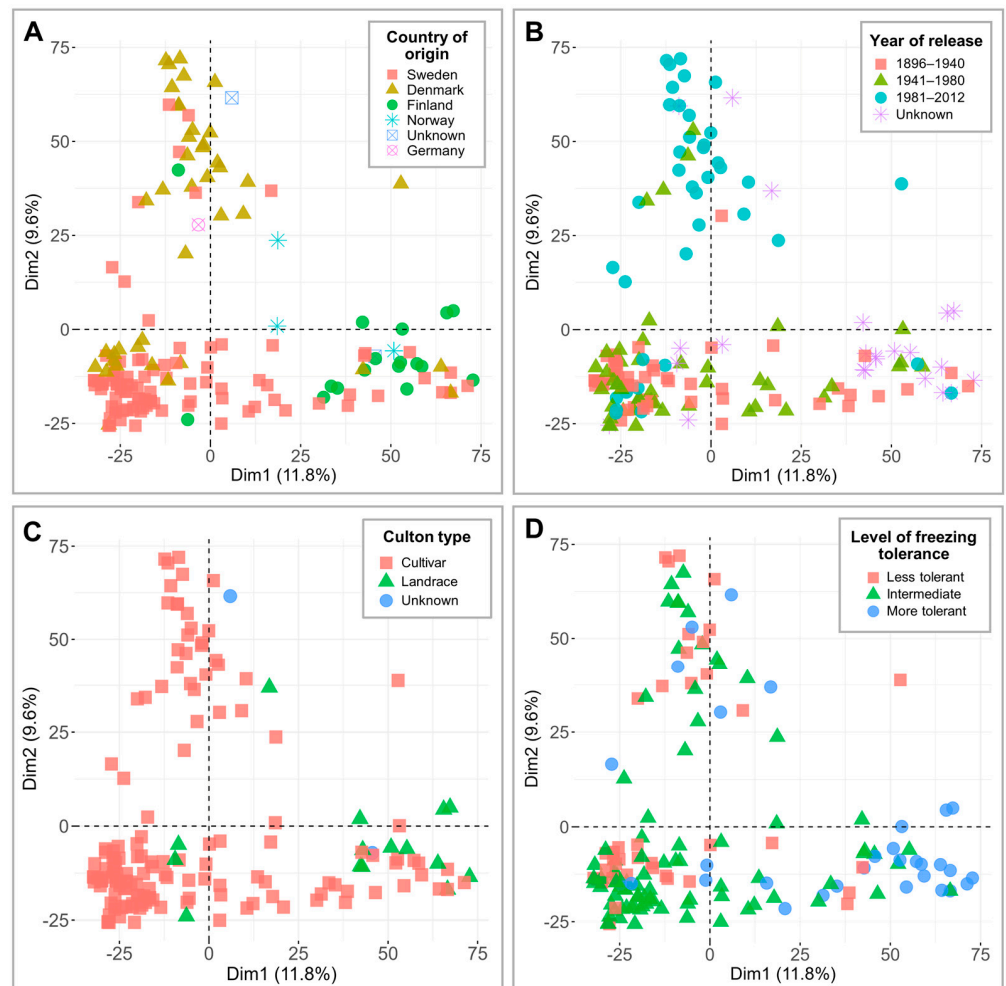 A
Country of
origin
Sweden
Denmark
Finland
Norway
Unknown
Germany
75
50
25
0
-25
Dim2 (9.6%)
-25
0
25
50
75
Dim1 (11.8%)
B
Year of release
1896–1940
1941–1980
1981–2012
Unknown
75
50
25
0
-25
Dim2 (9.6%)
-25
0
25
50
75
Dim1 (11.8%)
C
Culton type
Cultivar
Landrace
Unknown
75
50
25
0
-25
Dim2 (9.6%)
-25
0
25
50
75
Dim1 (11.8%)
D
Level of freezing
tolerance
Less tolerant
Intermediate
More tolerant
75
50
25
0
-25
Dim2 (9.6%)
-25
0
25
50
75
Dim1 (11.8%)